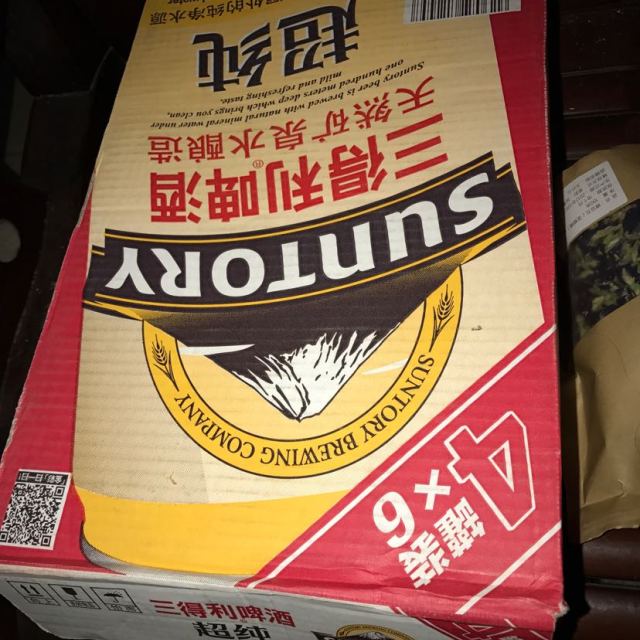 SUNTORY BREWING COMPANY
SUNTORY
三得利啤酒®
天然矿泉水酿造
Suntory beer is brewed with natural mineral water under
one hundred meters deep which brings you clean,
mild and refreshing taste.
超纯
的纯净水源
4罐装×6
三得利啤酒
超纯